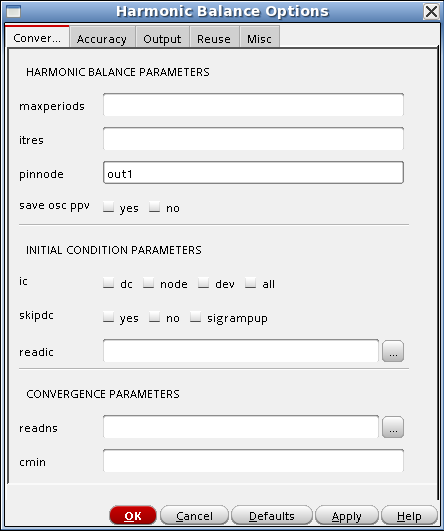 Harmonic Balance Options
Conver... Accuracy Output Reuse Misc
HARMONIC BALANCE PARAMETERS
maxperiods
itres
pinnode out1
save osc ppv yes no
INITIAL CONDITION PARAMETERS
ic dc node dev all
skipdc yes no sigrampup
readic ...
CONVERGENCE PARAMETERS
readns ...
cmin
OK Cancel Defaults Apply Help